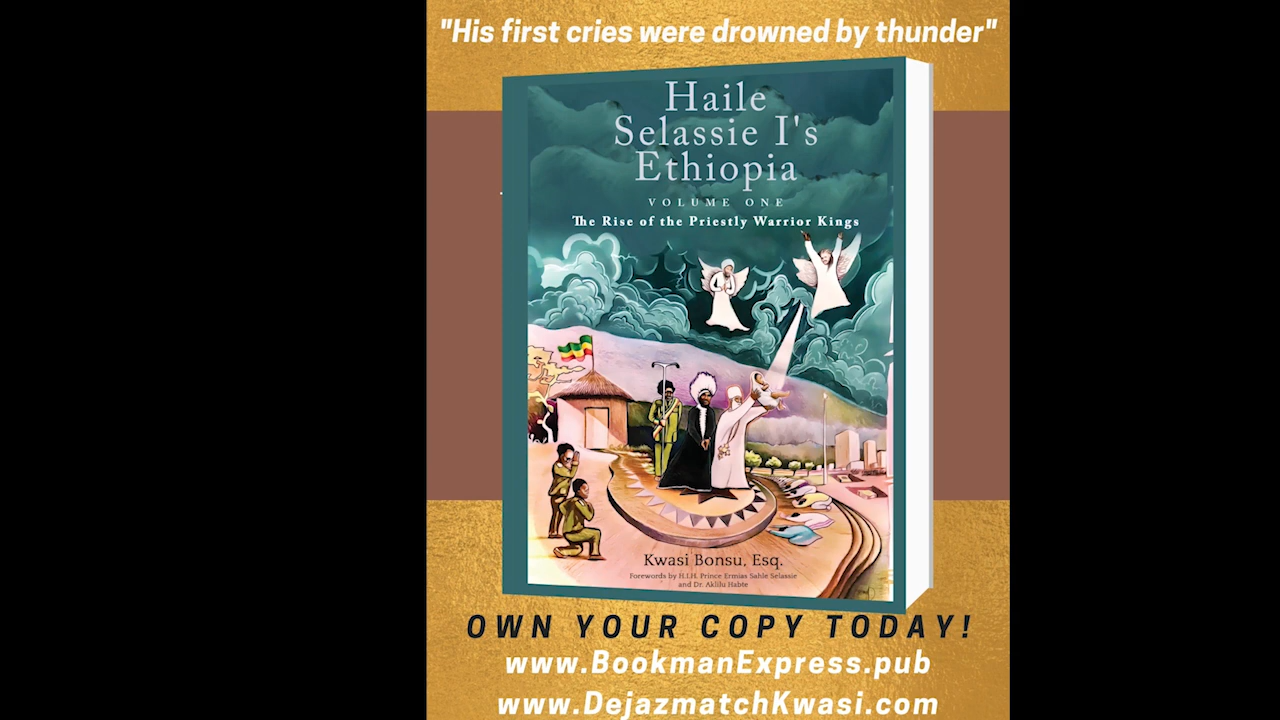 "His first cries were drowned by thunder"
Haile
Selassie I's
Ethiopia
VOLUME ONE
The Rise of the Priestly Warrior Kings
Kwasi Bonsu, Esq.
Forewords by H.I.H. Prince Ermias Sahle Selassie
and Dr. Aklilu Habte
OWN YOUR COPY TODAY!
www.BookmanExpress.pub
www.DejazmatchKwasi.com